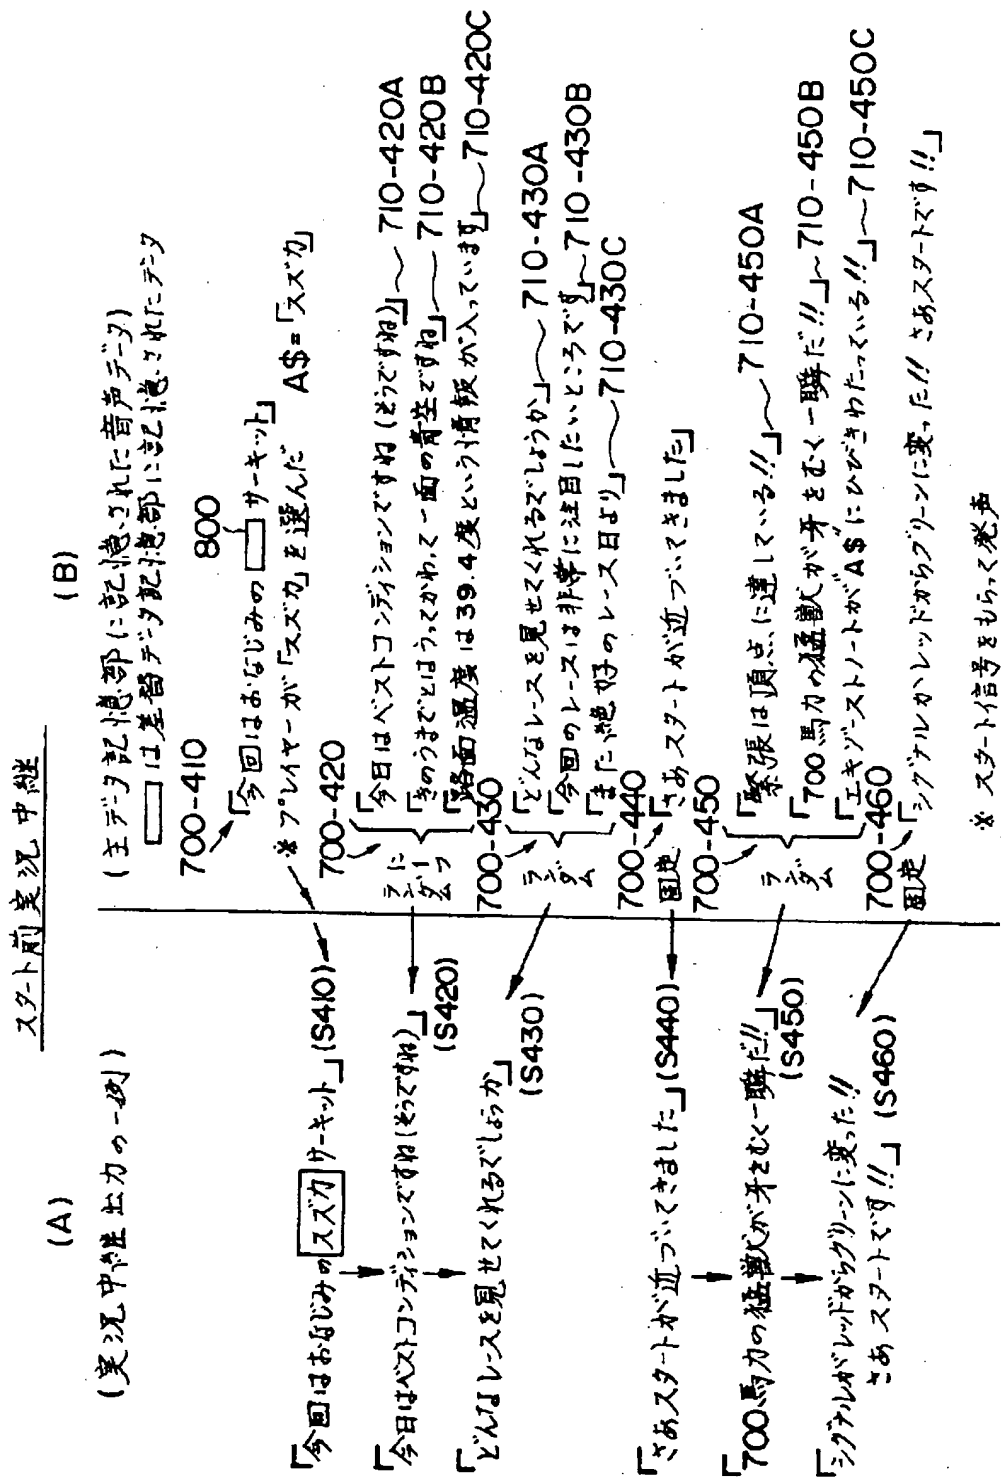 スタート前実況中継
(A)
(実況中継出力の一例)
「今回はおなじみのスズカサーキット」(S410)
「今日はベストコンディションですね(そうですね)」
(S420)
「どんなレースを見せてくれるでしょうか」
(S430)
「さあスタートが近づいてきました」(S440)
「700馬力の猛獣が牙をむく一瞬だ!!」
(S450)
「シグナルがレッドからグリーンに変った!!
さあスタートです!!」(S460)
(B)
(主データ記憶部に記憶された音声データ)
は差替データ記憶部に記憶されたデータ
700-410
800
「今回はおなじみの サーキット」
※プレイヤーが「スズカ」を選んだ A$=「スズカ」
700-420
ランダムに1つ
「今日はベストコンディションですね(そうですね)」~710-420A
「きのうまでとはうってかわって一面の青空ですね」~710-420B
「路面温度は39.4度という情報が入っています」~710-420C
700-430
ランダム
「どんなレースを見せてくれるでしょうか」~710-430A
「今回のレースは非常に注目したいところです」~710-430B
「また絶好のレース日より」~710-430C
700-440
固定
「さあスタートが近づいてきました」
700-450
ランダム
「緊張は頂点に達している!!」~710-450A
「700馬力の猛獣が牙をむく一瞬だ!!」~710-450B
「エキゾーストノートが"A$"にひびきわたっている!!」~710-450C
700-460
固定
「シグナルがレッドからグリーンに変った!! さあスタートです!!」
※ スタート信号をもらって発声